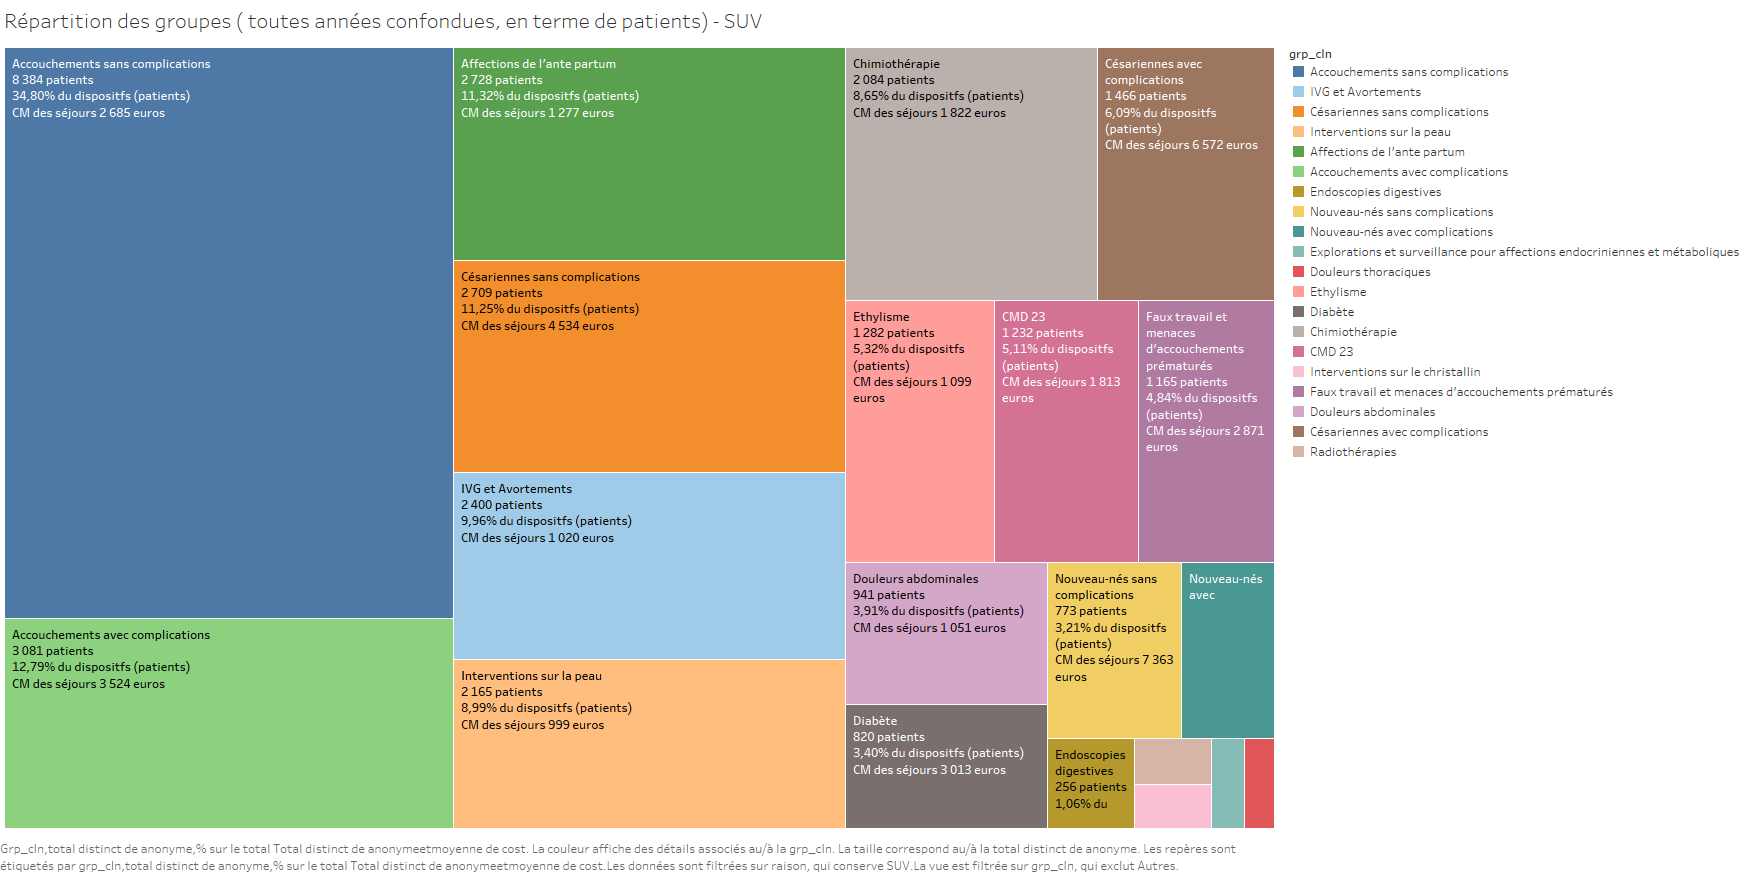 Répartition des groupes ( toutes années confondues, en terme de patients) - SUV
Accouchements sans complications
8 384 patients
34,80% du dispositfs (patients)
CM des séjours 2 685 euros
Accouchements avec complications
3 081 patients
12,79% du dispositfs (patients)
CM des séjours 3 524 euros
Affections de l’ante partum
2 728 patients
11,32% du dispositfs (patients)
CM des séjours 1 277 euros
Césariennes sans complications
2 709 patients
11,25% du dispositfs (patients)
CM des séjours 4 534 euros
IVG et Avortements
2 400 patients
9,96% du dispositfs (patients)
CM des séjours 1 020 euros
Interventions sur la peau
2 165 patients
8,99% du dispositfs (patients)
CM des séjours 999 euros
Chimiothérapie
2 084 patients
8,65% du dispositfs (patients)
CM des séjours 1 822 euros
Césariennes avec
complications
1 466 patients
6,09% du dispositfs
(patients)
CM des séjours 6 572 euros
Ethylisme
1 282 patients
5,32% du dispositfs
(patients)
CM des séjours 1 099
euros
CMD 23
1 232 patients
5,11% du dispositfs
(patients)
CM des séjours 1 813
euros
Faux travail et
menaces
d’accouchements
prématurés
1 165 patients
4,84% du dispositfs
(patients)
CM des séjours 2 871
euros
Douleurs abdominales
941 patients
3,91% du dispositfs (patients)
CM des séjours 1 051 euros
Diabète
820 patients
3,40% du dispositfs (patients)
CM des séjours 3 013 euros
Nouveau-nés sans
complications
773 patients
3,21% du dispositfs
(patients)
CM des séjours 7 363
euros
Nouveau-nés
avec
Endoscopies
digestives
256 patients
1,06% du
grp_cln
Accouchements sans complications
IVG et Avortements
Césariennes sans complications
Interventions sur la peau
Affections de l’ante partum
Accouchements avec complications
Endoscopies digestives
Nouveau-nés sans complications
Nouveau-nés avec complications
Explorations et surveillance pour affections endocriniennes et métaboliques
Douleurs thoraciques
Ethylisme
Diabète
Chimiothérapie
CMD 23
Interventions sur le christallin
Faux travail et menaces d’accouchements prématurés
Douleurs abdominales
Césariennes avec complications
Radiothérapies
Grp_cln,total distinct de anonyme,% sur le total Total distinct de anonymeetmoyenne de cost. La couleur affiche des détails associés au/à la grp_cln. La taille correspond au/à la total distinct de anonyme. Les repères sont
étiquetés par grp_cln,total distinct de anonyme,% sur le total Total distinct de anonymeetmoyenne de cost.Les données sont filtrées sur raison, qui conserve SUV.La vue est filtrée sur grp_cln, qui exclut Autres.